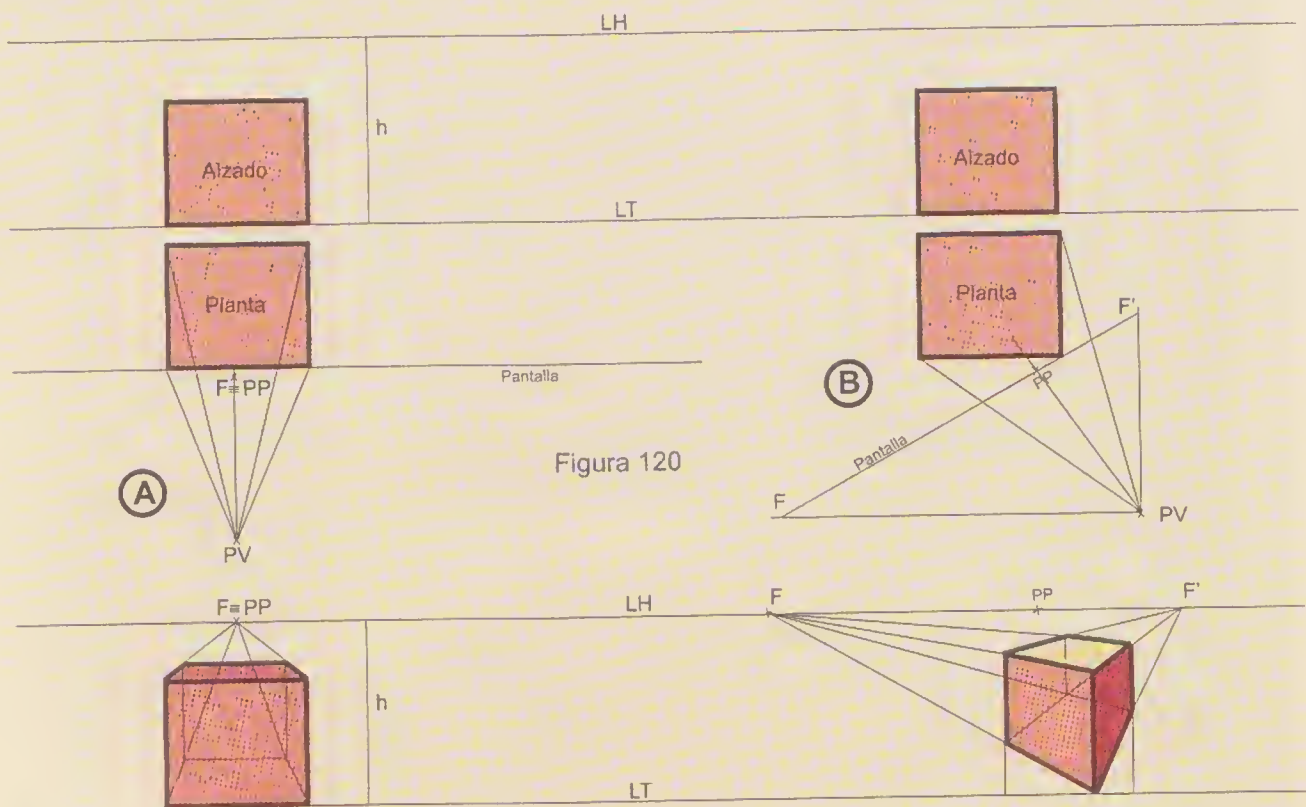 LH
h
Alzado
Alzado
LT
Planta
Planta
F'
F≡PP
Pantalla
B
PP
Pantalla
Figura 120
A
F
PV
PV
F≡PP
LH
F
PP
F'
h
LT